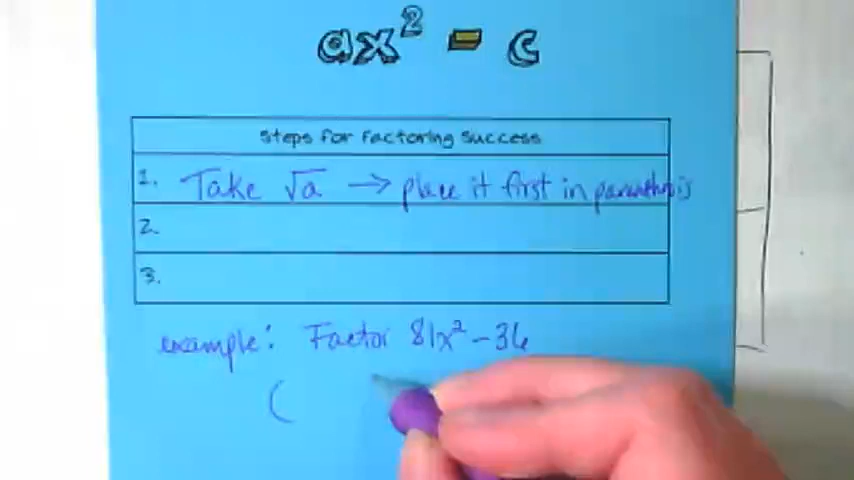 ax² = c
Steps for Factoring Success
1. Take √a → place it first in parenthesis
2.
3.
example: Factor 81x² - 36
(